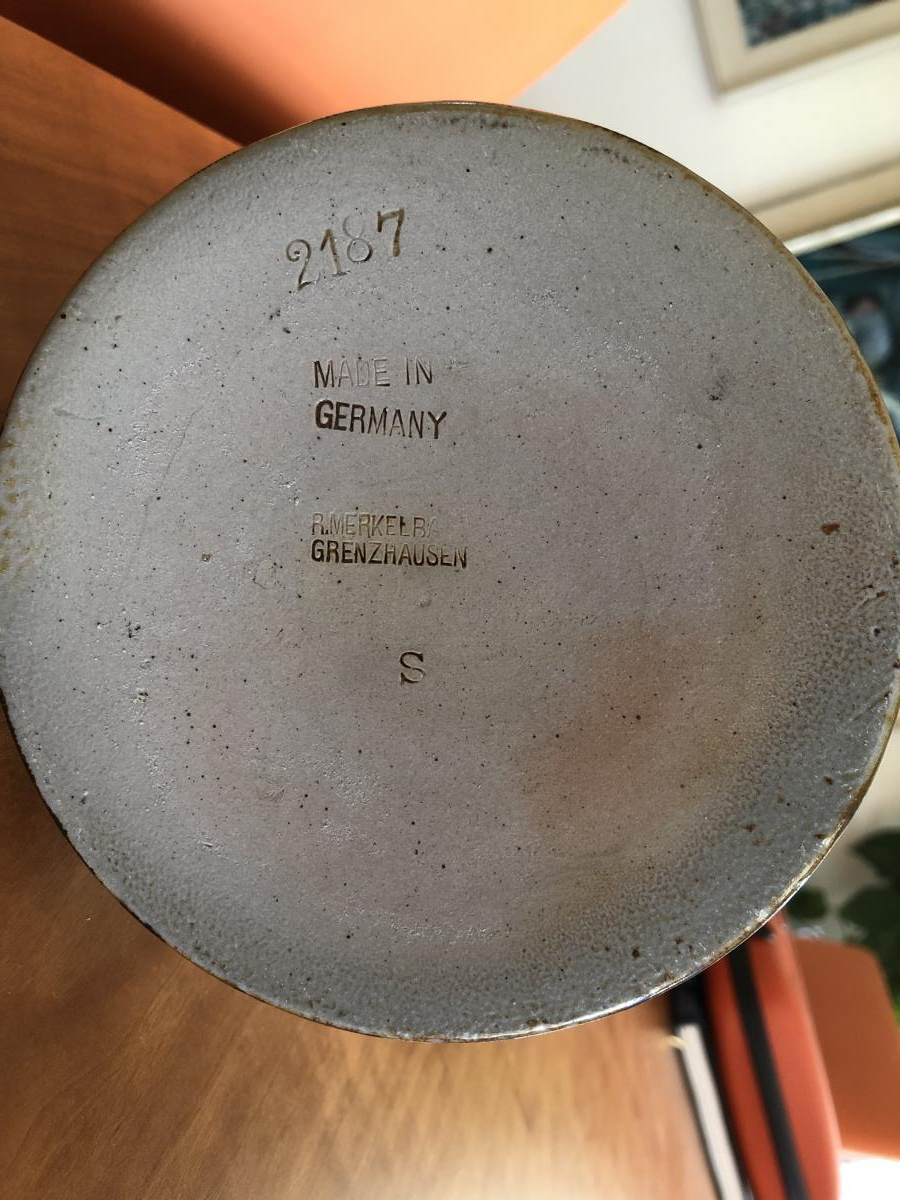 2187
MADE IN
GERMANY
R.MERKELBA
GRENZHAUSEN
S